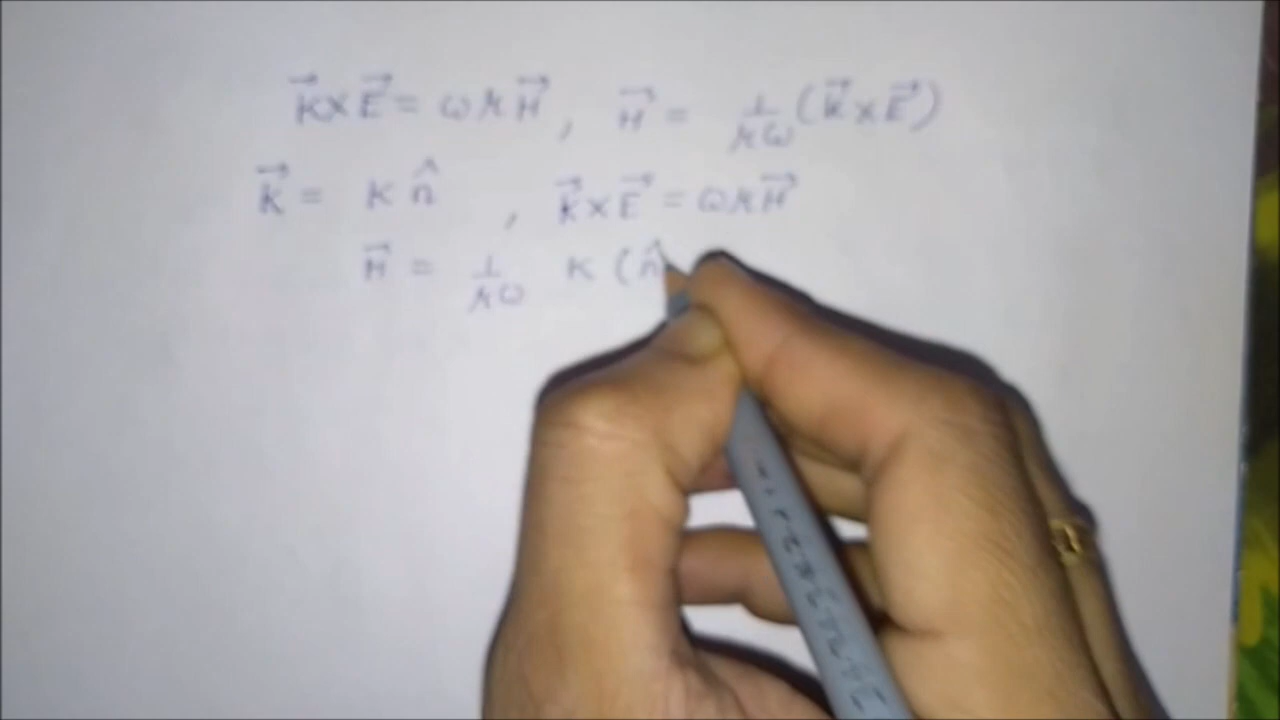 k⃗ × E⃗ = ωμH⃗ , H⃗ = 1/μω (k⃗ × E⃗)
k⃗ = k n̂ , k⃗ × E⃗ = ωμH⃗
H⃗ = 1/μω k (n̂